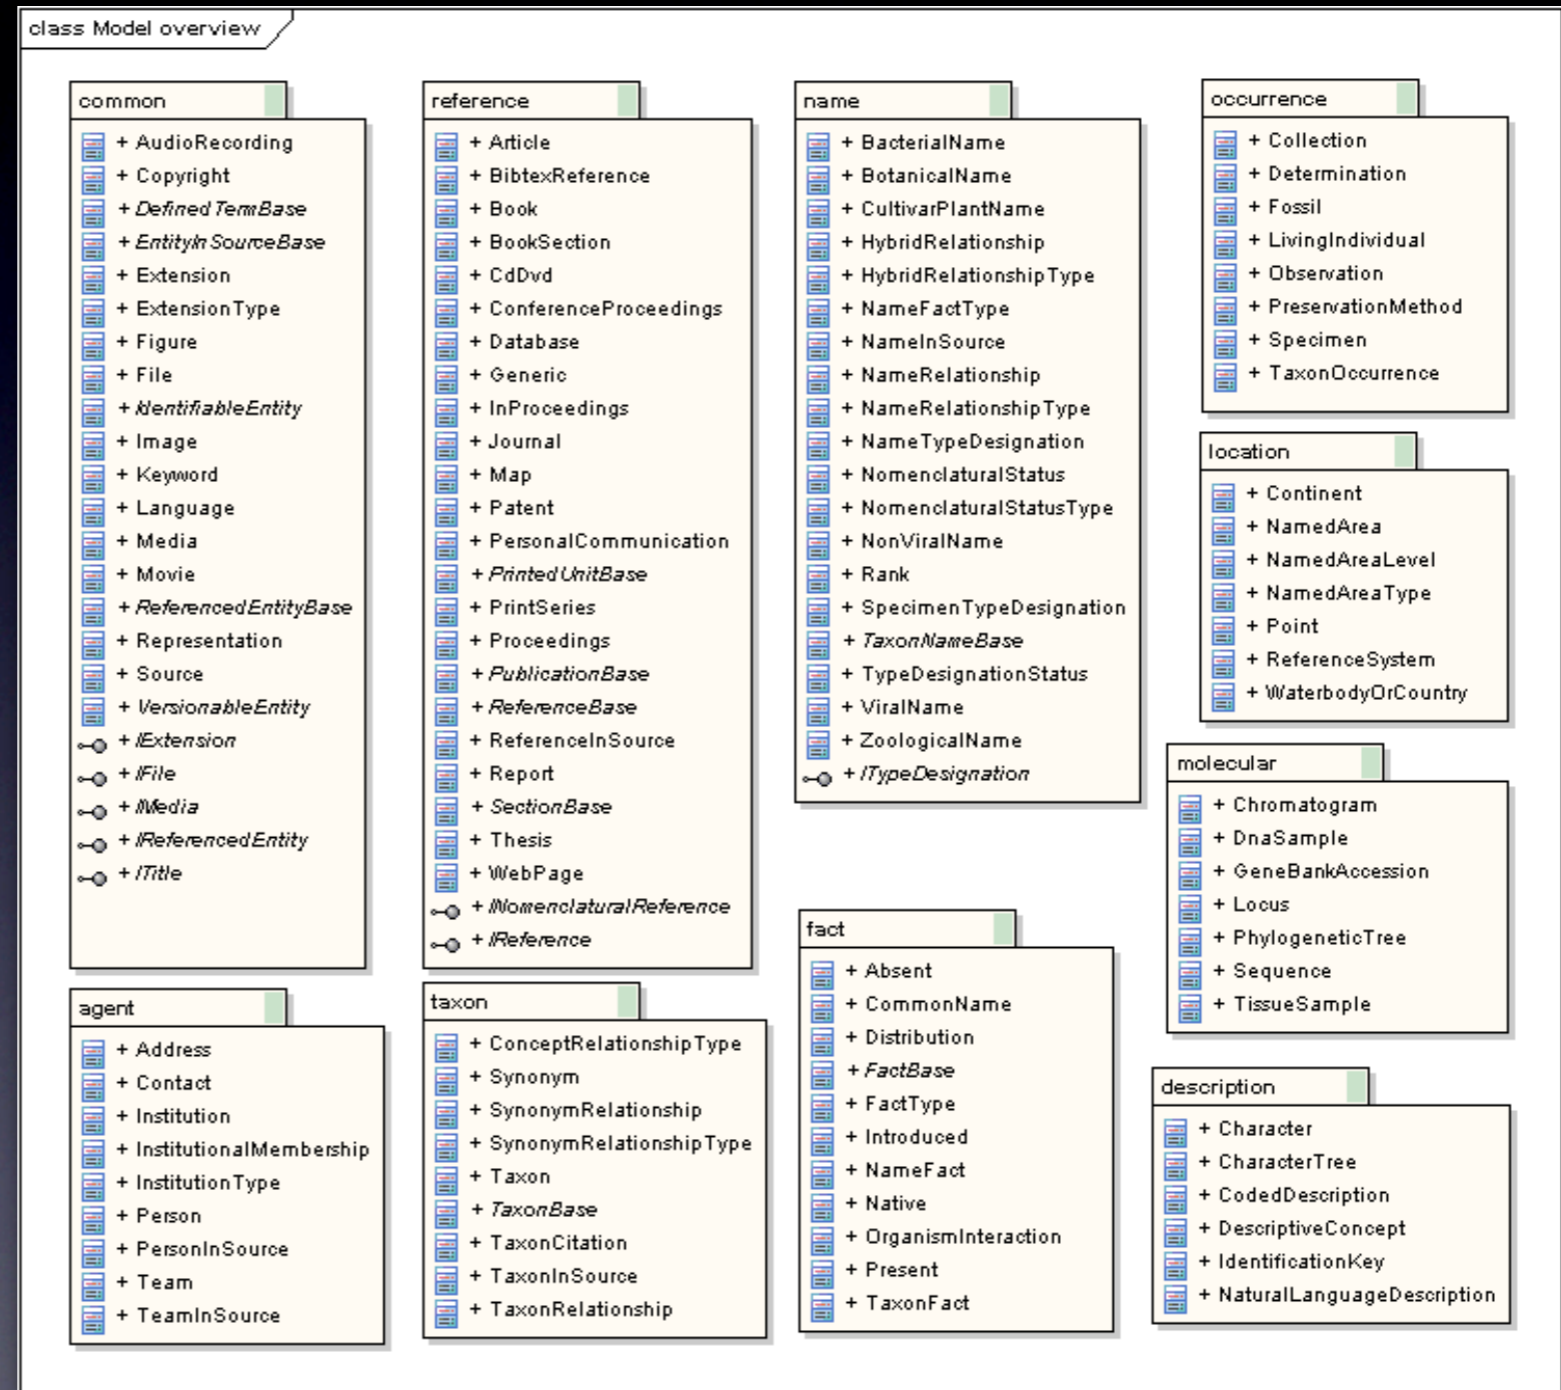 class Model overview
common
+ AudioRecording
+ Copyright
+ DefinedTermBase
+ EntityInSourceBase
+ Extension
+ ExtensionType
+ Figure
+ File
+ IdentifiableEntity
+ Image
+ Keyword
+ Language
+ Media
+ Movie
+ ReferencedEntityBase
+ Representation
+ Source
+ VersionableEntity
+ IExtension
+ IFile
+ IMedia
+ IReferencedEntity
+ ITitle
reference
+ Article
+ BibtexReference
+ Book
+ BookSection
+ CdDvd
+ ConferenceProceedings
+ Database
+ Generic
+ InProceedings
+ Journal
+ Map
+ Patent
+ PersonalCommunication
+ PrintedUnitBase
+ PrintSeries
+ Proceedings
+ PublicationBase
+ ReferenceBase
+ ReferenceInSource
+ Report
+ SectionBase
+ Thesis
+ WebPage
+ INomenclaturalReference
+ IReference
name
+ BacterialName
+ BotanicalName
+ CultivarPlantName
+ HybridRelationship
+ HybridRelationshipType
+ NameFactType
+ NameInSource
+ NameRelationship
+ NameRelationshipType
+ NameTypeDesignation
+ NomenclaturalStatus
+ NomenclaturalStatusType
+ NonViralName
+ Rank
+ SpecimenTypeDesignation
+ TaxonNameBase
+ TypeDesignationStatus
+ ViralName
+ ZoologicalName
+ ITypeDesignation
occurrence
+ Collection
+ Determination
+ Fossil
+ LivingIndividual
+ Observation
+ PreservationMethod
+ Specimen
+ TaxonOccurrence
location
+ Continent
+ NamedArea
+ NamedAreaLevel
+ NamedAreaType
+ Point
+ ReferenceSystem
+ WaterbodyOrCountry
molecular
+ Chromatogram
+ DnaSample
+ GeneBankAccession
+ Locus
+ PhylogeneticTree
+ Sequence
+ TissueSample
agent
+ Address
+ Contact
+ Institution
+ InstitutionalMembership
+ InstitutionType
+ Person
+ PersonInSource
+ Team
+ TeamInSource
taxon
+ ConceptRelationshipType
+ Synonym
+ SynonymRelationship
+ SynonymRelationshipType
+ Taxon
+ TaxonBase
+ TaxonCitation
+ TaxonInSource
+ TaxonRelationship
fact
+ Absent
+ CommonName
+ Distribution
+ FactBase
+ FactType
+ Introduced
+ NameFact
+ Native
+ OrganismInteraction
+ Present
+ TaxonFact
description
+ Character
+ CharacterTree
+ CodedDescription
+ DescriptiveConcept
+ IdentificationKey
+ NaturalLanguageDescription